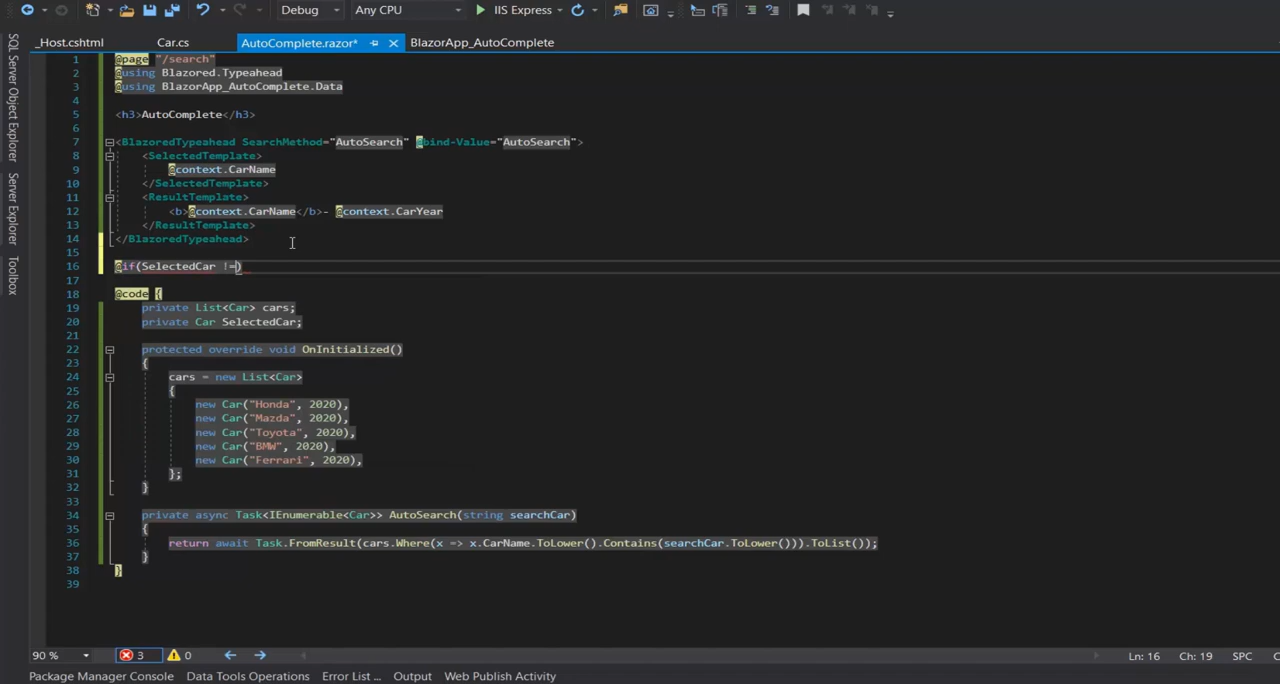 Debug Any CPU IIS Express
_Host.cshtml Car.cs AutoComplete.razor* BlazorApp_AutoComplete
SQL Server Object Explorer
Server Explorer
Toolbox
1 @page "/search"
2 @using Blazored.Typeahead
3 @using BlazorApp_AutoComplete.Data
4
5 <h3>AutoComplete</h3>
6
7 <BlazoredTypeahead SearchMethod="AutoSearch" @bind-Value="AutoSearch">
8 <SelectedTemplate>
9 @context.CarName
10 </SelectedTemplate>
11 <ResultTemplate>
12 <b>@context.CarName</b>- @context.CarYear
13 </ResultTemplate>
14 </BlazoredTypeahead>
15
16 @if(SelectedCar !=)
17
18 @code {
19 private List<Car> cars;
20 private Car SelectedCar;
21
22 protected override void OnInitialized()
23 {
24 cars = new List<Car>
25 {
26 new Car("Honda", 2020),
27 new Car("Mazda", 2020),
28 new Car("Toyota", 2020),
29 new Car("BMW", 2020),
30 new Car("Ferrari", 2020),
31 };
32 }
33
34 private async Task<IEnumerable<Car>> AutoSearch(string searchCar)
35 {
36 return await Task.FromResult(cars.Where(x => x.CarName.ToLower().Contains(searchCar.ToLower())).ToList());
37 }
38 }
39
90 % 3 0 Ln: 16 Ch: 19 SPC
Package Manager Console Data Tools Operations Error List ... Output Web Publish Activity